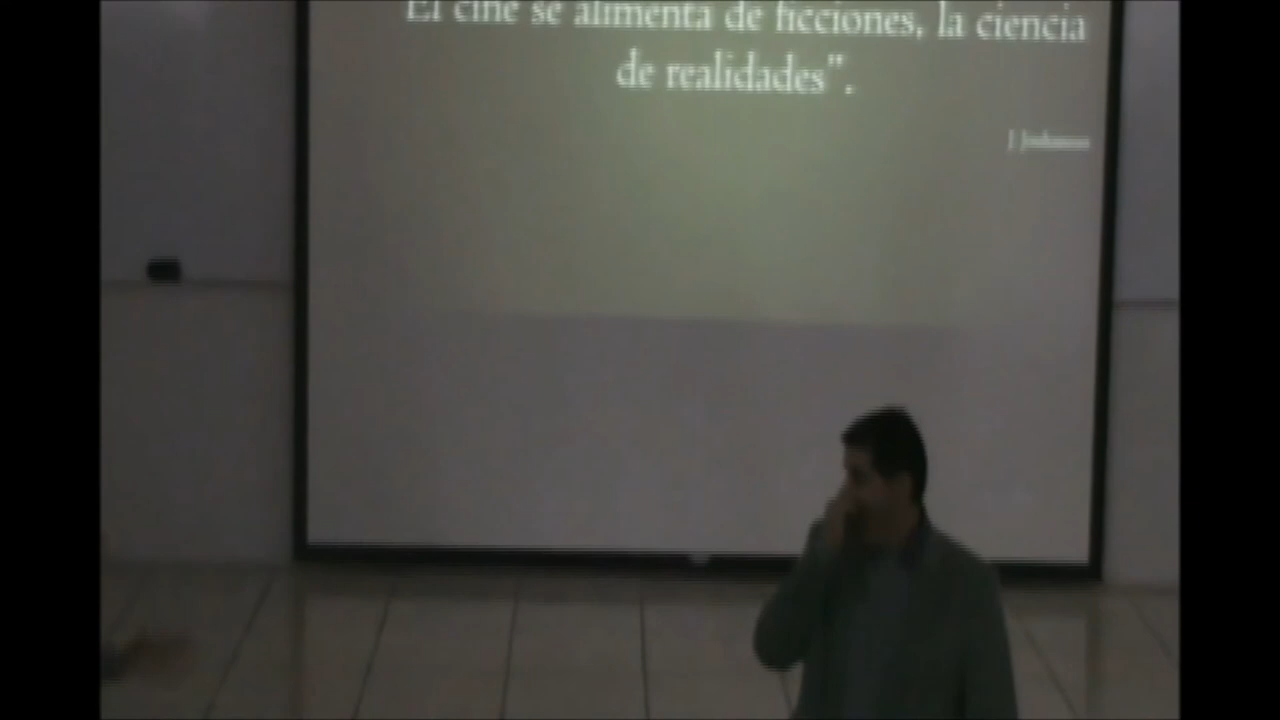 El cine se alimenta de ficciones, la ciencia
de realidades".